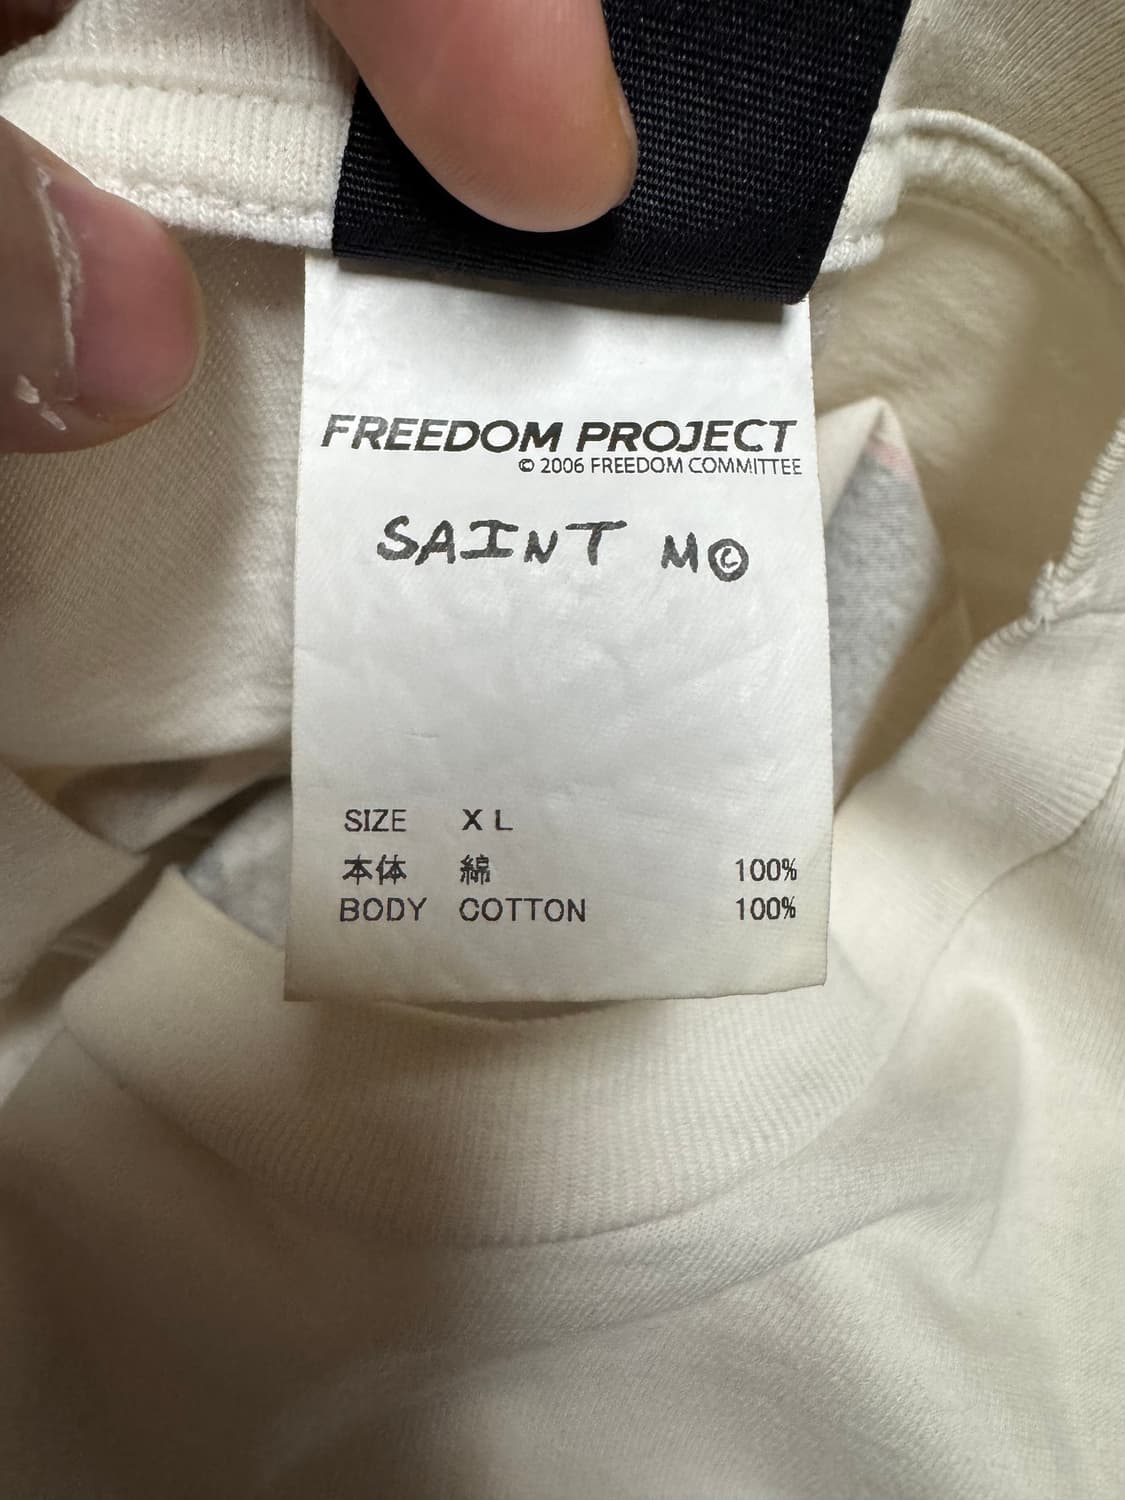 FREEDOM PROJECT
© 2006 FREEDOM COMMITTEE
SAINT M©
SIZE XL
本体 綿 100%
BODY COTTON 100%